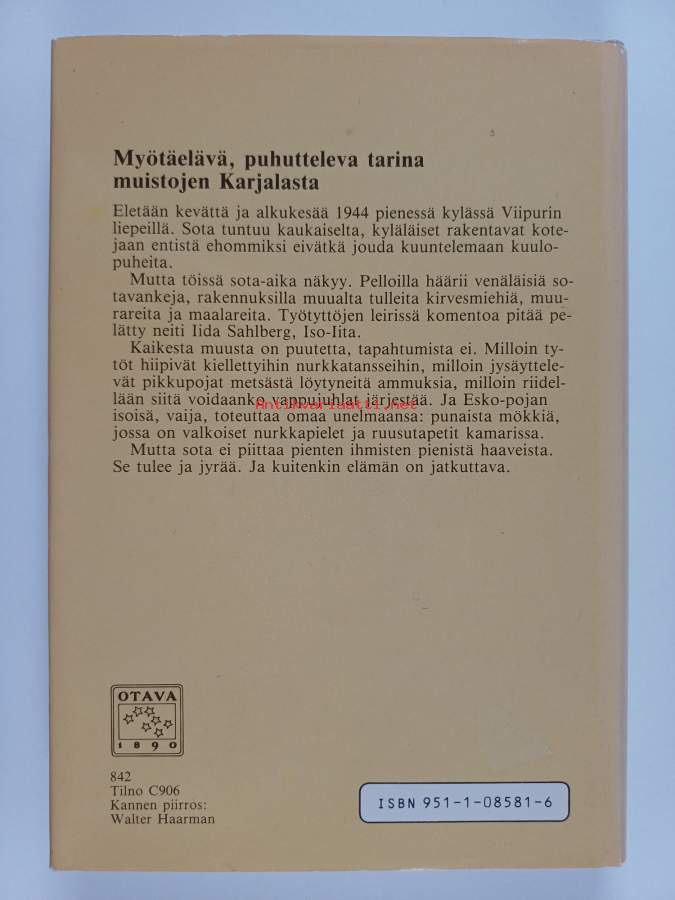 Myötäelävä, puhutteleva tarina
muistojen Karjalasta
Eletään kevättä ja alkukesää 1944 pienessä kylässä Viipurin
liepeillä. Sota tuntuu kaukaiselta, kyläläiset rakentavat kote-
jaan entistä ehommiksi eivätkä jouda kuuntelemaan kuulo-
puheita.
Mutta töissä sota-aika näkyy. Pelloilla häärii venäläisiä so-
tavankeja, rakennuksilla muualta tulleita kirvesmiehiä, muu-
rareita ja maalareita. Työtyttöjen leirissä komentoa pitää pe-
lätty neiti Iida Sahlberg, Iso-Iita.
Kaikesta muusta on puutetta, tapahtumista ei. Milloin ty-
töt hiipivät kiellettyihin nurkkatansseihin, milloin jysäyttele-
vät pikkupojat metsästä löytyneitä ammuksia, milloin riidel-
lään siitä voidaanko vappujuhlat järjestää. Ja Esko-pojan
Antikvariaatti.net
isoisä, vaija, toteuttaa omaa unelmaansa: punaista mökkiä,
jossa on valkoiset nurkkapielet ja ruusutapetit kamarissa.
Mutta sota ei piittaa pienten ihmisten pienistä haaveista.
Se tulee ja jyrää. Ja kuitenkin elämän on jatkuttava.
OTAVA
1890
842
Tilno C906
Kannen piirros:
Walter Haarman
ISBN 951-1-08581-6